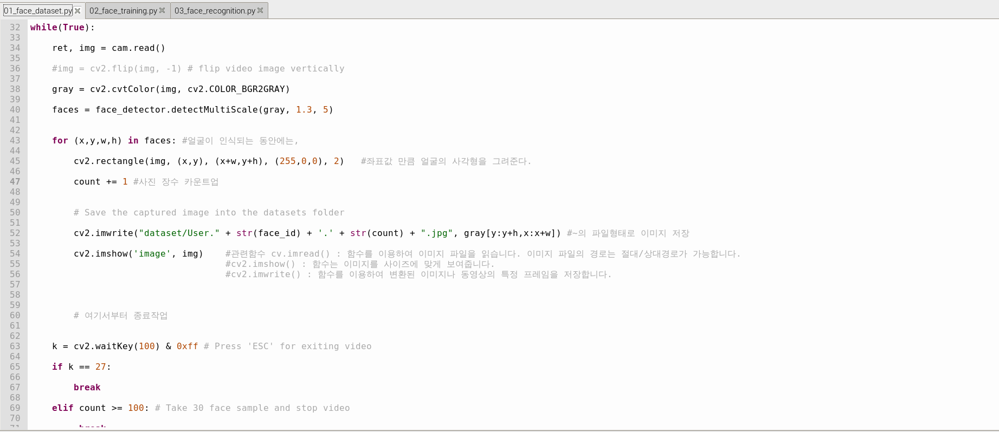 01_face_dataset.py 02_face_training.py 03_face_recognition.py
32 while(True):
33
34 ret, img = cam.read()
35
36 #img = cv2.flip(img, -1) # flip video image vertically
37
38 gray = cv2.cvtColor(img, cv2.COLOR_BGR2GRAY)
39
40 faces = face_detector.detectMultiScale(gray, 1.3, 5)
41
42
43 for (x,y,w,h) in faces: #얼굴이 인식되는 동안에는,
44
45 cv2.rectangle(img, (x,y), (x+w,y+h), (255,0,0), 2) #좌표값 만큼 얼굴의 사각형을 그려준다.
46
47 count += 1 #사진 장수 카운트업
48
49
50 # Save the captured image into the datasets folder
51
52 cv2.imwrite("dataset/User." + str(face_id) + '.' + str(count) + ".jpg", gray[y:y+h,x:x+w]) #~의 파일형태로 이미지 저장
53
54 cv2.imshow('image', img) #관련함수 cv.imread() : 함수를 이용하여 이미지 파일을 읽습니다. 이미지 파일의 경로는 절대/상대경로가 가능합니다.
55 #cv2.imshow() : 함수는 이미지를 사이즈에 맞게 보여줍니다.
56 #cv2.imwrite() : 함수를 이용하여 변환된 이미지나 동영상의 특정 프레임을 저장합니다.
57
58
59
60 # 여기서부터 종료작업
61
62
63 k = cv2.waitKey(100) & 0xff # Press 'ESC' for exiting video
64
65 if k == 27:
66
67 break
68
69 elif count >= 100: # Take 30 face sample and stop video
70
71 break